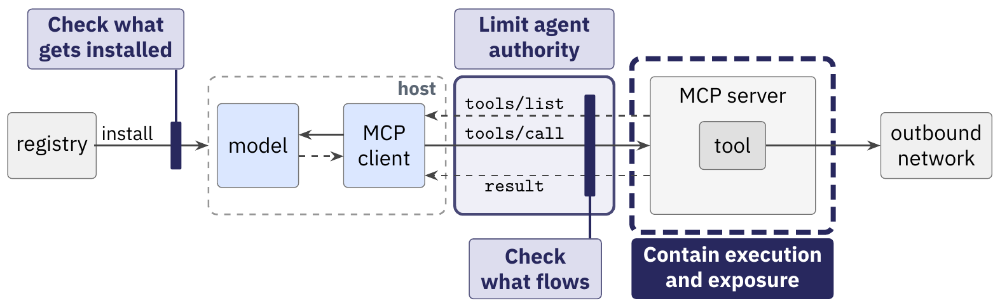 Check what
gets installed
Limit agent
authority
host
MCP server
tools/list
tools/call
registry
install
model
MCP
client
tool
outbound
network
result
Check
what flows
Contain execution
and exposure